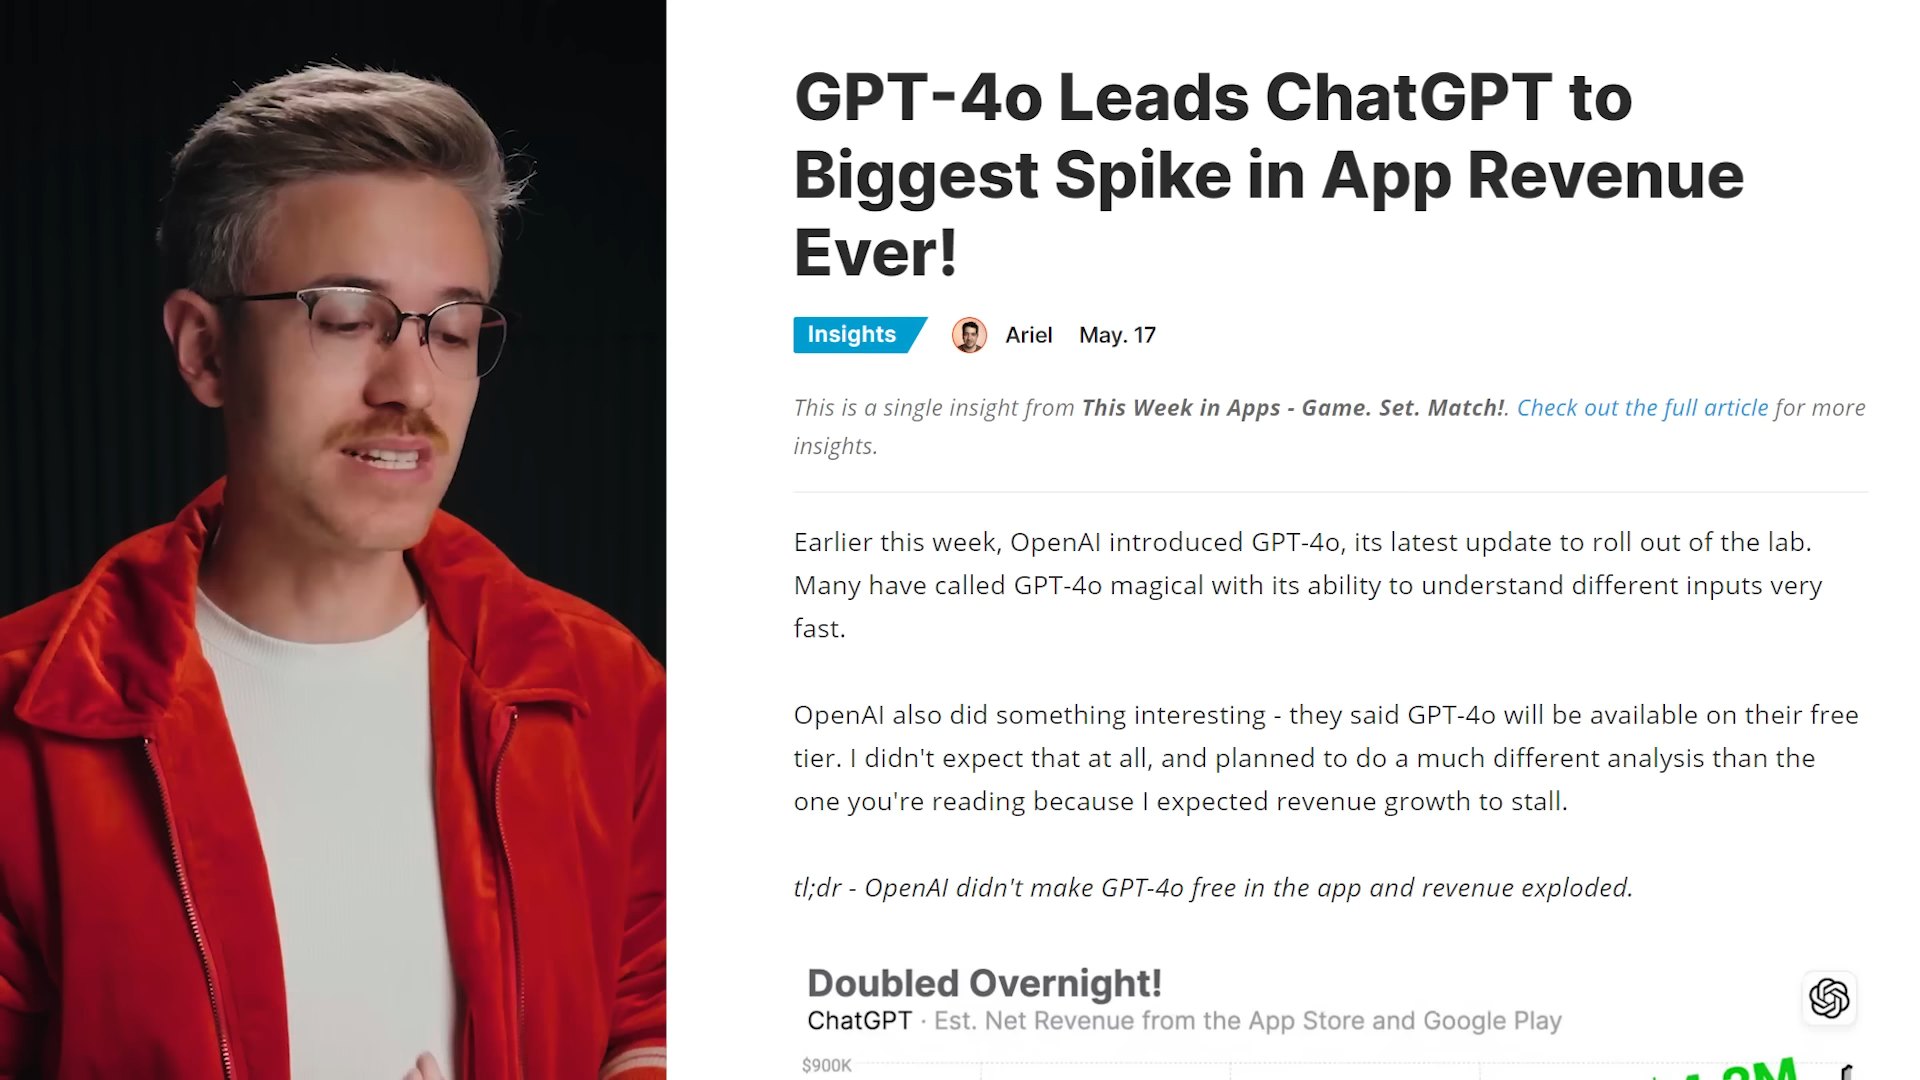 GPT-4o Leads ChatGPT to
Biggest Spike in App Revenue
Ever!
Insights Ariel May. 17
This is a single insight from This Week in Apps - Game. Set. Match!. Check out the full article for more
insights.
Earlier this week, OpenAI introduced GPT-4o, its latest update to roll out of the lab.
Many have called GPT-4o magical with its ability to understand different inputs very
fast.
OpenAI also did something interesting - they said GPT-4o will be available on their free
tier. I didn't expect that at all, and planned to do a much different analysis than the
one you're reading because I expected revenue growth to stall.
tl;dr - OpenAI didn't make GPT-4o free in the app and revenue exploded.
Doubled Overnight!
ChatGPT · Est. Net Revenue from the App Store and Google Play
$900K